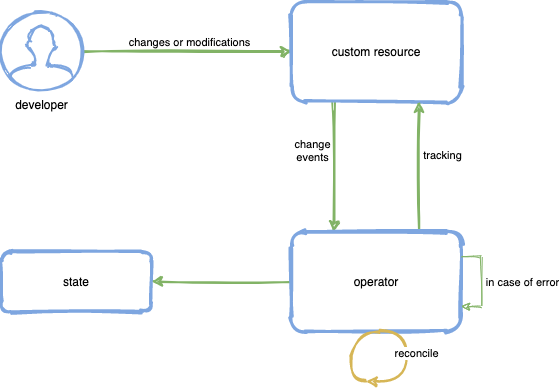 changes or modifications
custom resource
developer
change
events
tracking
state
operator
in case of error
reconcile